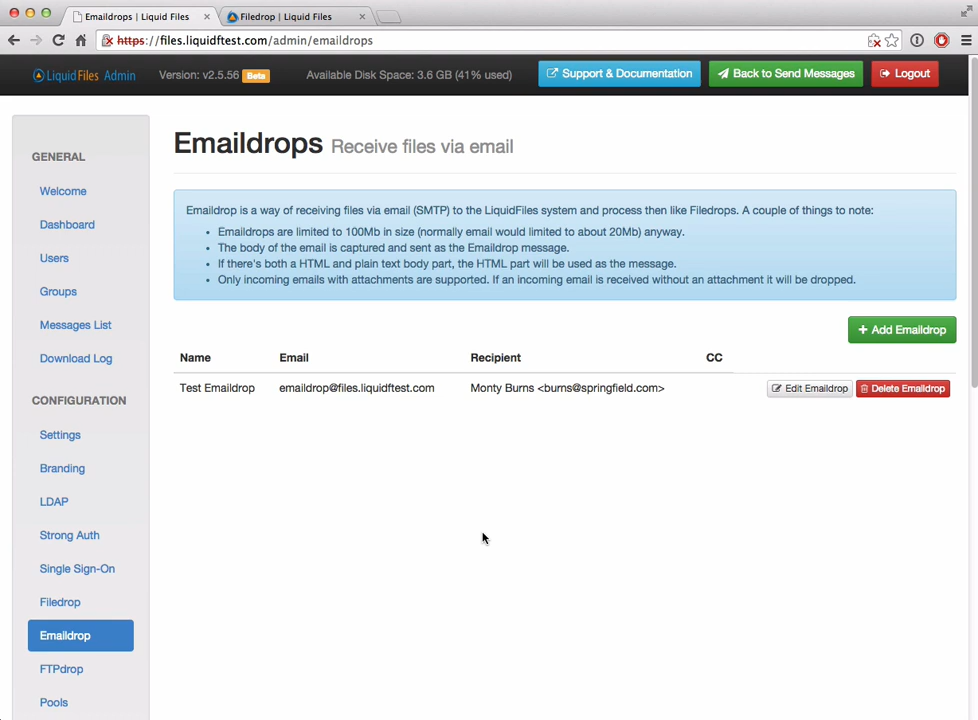 Emaildrops | Liquid Files
Filedrop | Liquid Files
https://files.liquidftest.com/admin/emaildrops
LiquidFiles Admin
Version: v2.5.56 Beta
Available Disk Space: 3.6 GB (41% used)
Support & Documentation
Back to Send Messages
Logout
GENERAL
Welcome
Dashboard
Users
Groups
Messages List
Download Log
CONFIGURATION
Settings
Branding
LDAP
Strong Auth
Single Sign-On
Filedrop
Emaildrop
FTPdrop
Pools
Emaildrops Receive files via email
Emaildrop is a way of receiving files via email (SMTP) to the LiquidFiles system and process then like Filedrops. A couple of things to note:
• Emaildrops are limited to 100Mb in size (normally email would limited to about 20Mb) anyway.
• The body of the email is captured and sent as the Emaildrop message.
• If there's both a HTML and plain text body part, the HTML part will be used as the message.
• Only incoming emails with attachments are supported. If an incoming email is received without an attachment it will be dropped.
+ Add Emaildrop
Name Email Recipient CC
Test Emaildrop emaildrop@files.liquidftest.com Monty Burns <burns@springfield.com> Edit Emaildrop Delete Emaildrop